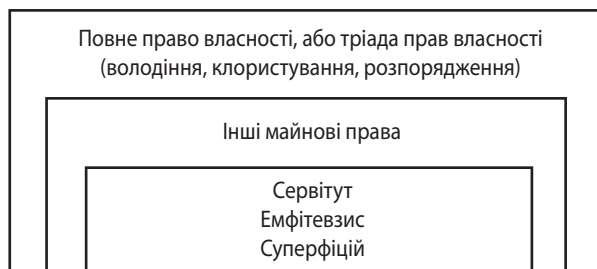 Повне право власності, або тріада прав власності
(володіння, клористування, розпорядження)
Інші майнові права
Сервітут
Емфітевзис
Суперфіцій